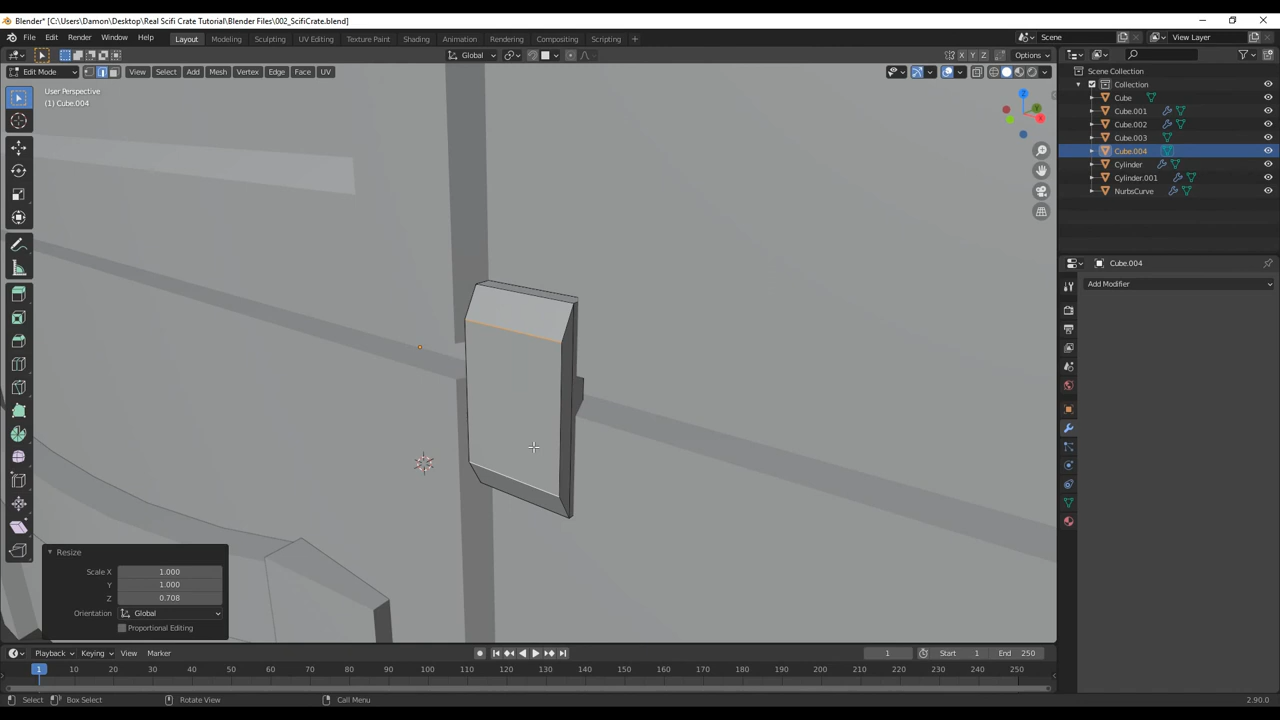 Blender* [C:\Users\Damon\Desktop\Real Scifi Crate Tutorial\Blender Files\002_ScifiCrate.blend]
File Edit Render Window Help Layout Modeling Sculpting UV Editing Texture Paint Shading Animation Rendering Compositing Scripting Scene View Layer
Global X Y Z Options
Edit Mode View Select Add Mesh Vertex Edge Face UV
User Perspective
(1) Cube.004
Z
Y
X
Scene Collection
Collection
Cube
Cube.001
Cube.002
Cube.003
Cube.004
Cylinder
Cylinder.001
NurbsCurve
Cube.004
Add Modifier
Resize
Scale X 1.000
Y 1.000
Z 0.708
Orientation Global
Proportional Editing
Playback Keying View Marker 1 Start 1 End 250
1 10 20 30 40 50 60 70 80 90 100 110 120 130 140 150 160 170 180 190 200 210 220 230 240 250
Select Box Select Rotate View Call Menu 2.90.0